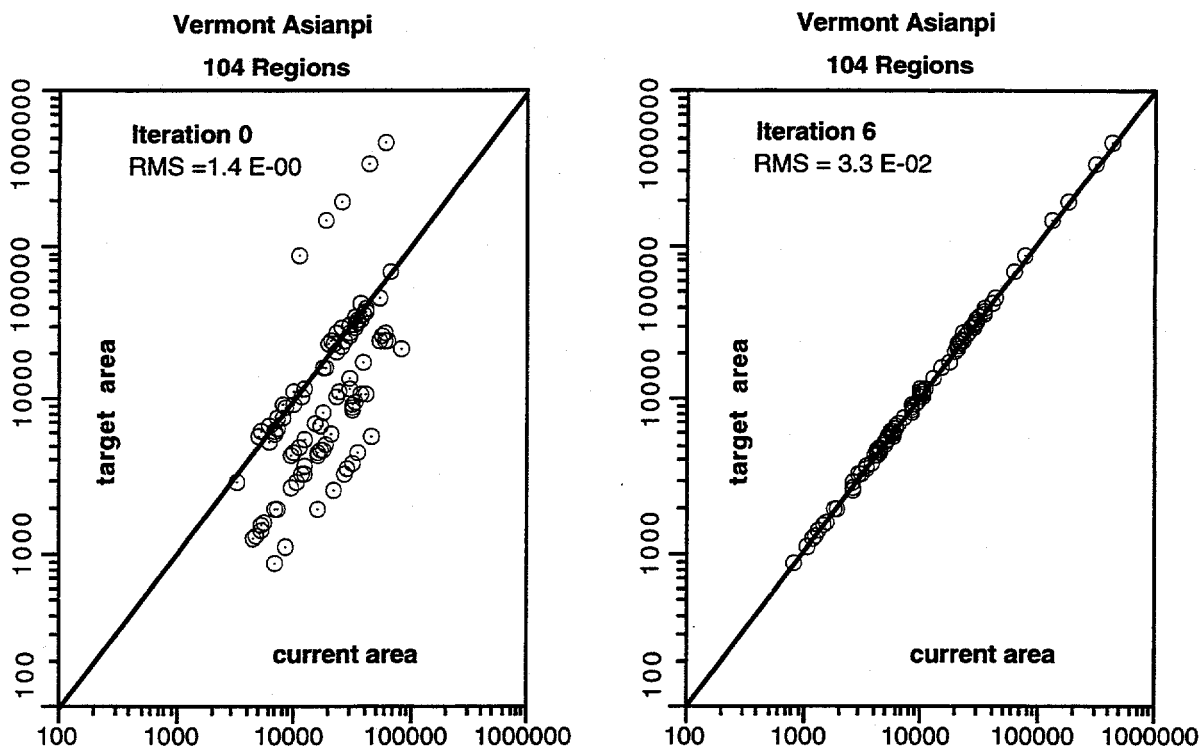 Vermont Asianpi
104 Regions
Iteration 0
RMS =1.4 E-00
target area
1000000
100000
10000
1000
100
current area
100
1000
10000
100000
1000000
Vermont Asianpi
104 Regions
Iteration 6
RMS = 3.3 E-02
target area
1000000
100000
10000
1000
100
current area
100
1000
10000
100000
1000000